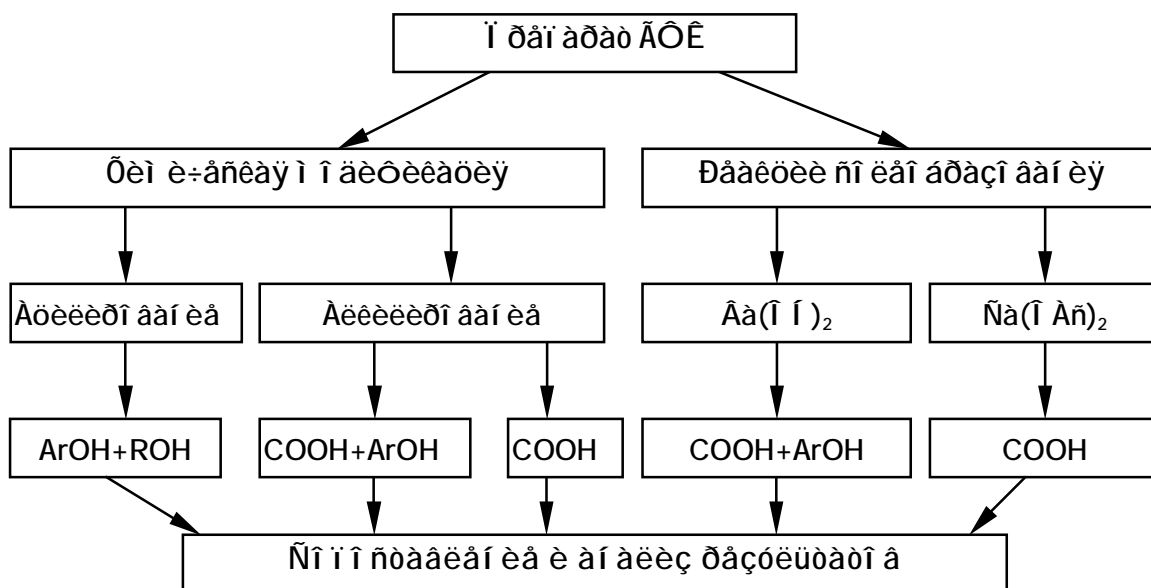 Ï ðåï àðàò ÃÔÊ
Õèì è÷åñêàÿ ì î äèÔèêàöèÿ
Ðåàêöèè ñî ëåî áðàçî âàí èÿ
Àöèëèðî âàí èå
Àëêèëèðî âàí èå
Âà(Î Í )₂
Ñà(Î Àñ)₂
ArOH+ROH
COOH+ArOH
COOH
COOH+ArOH
COOH
Ñî ï î ñòàâëåí èå è àí àëèç ðåçóëüòàòî â